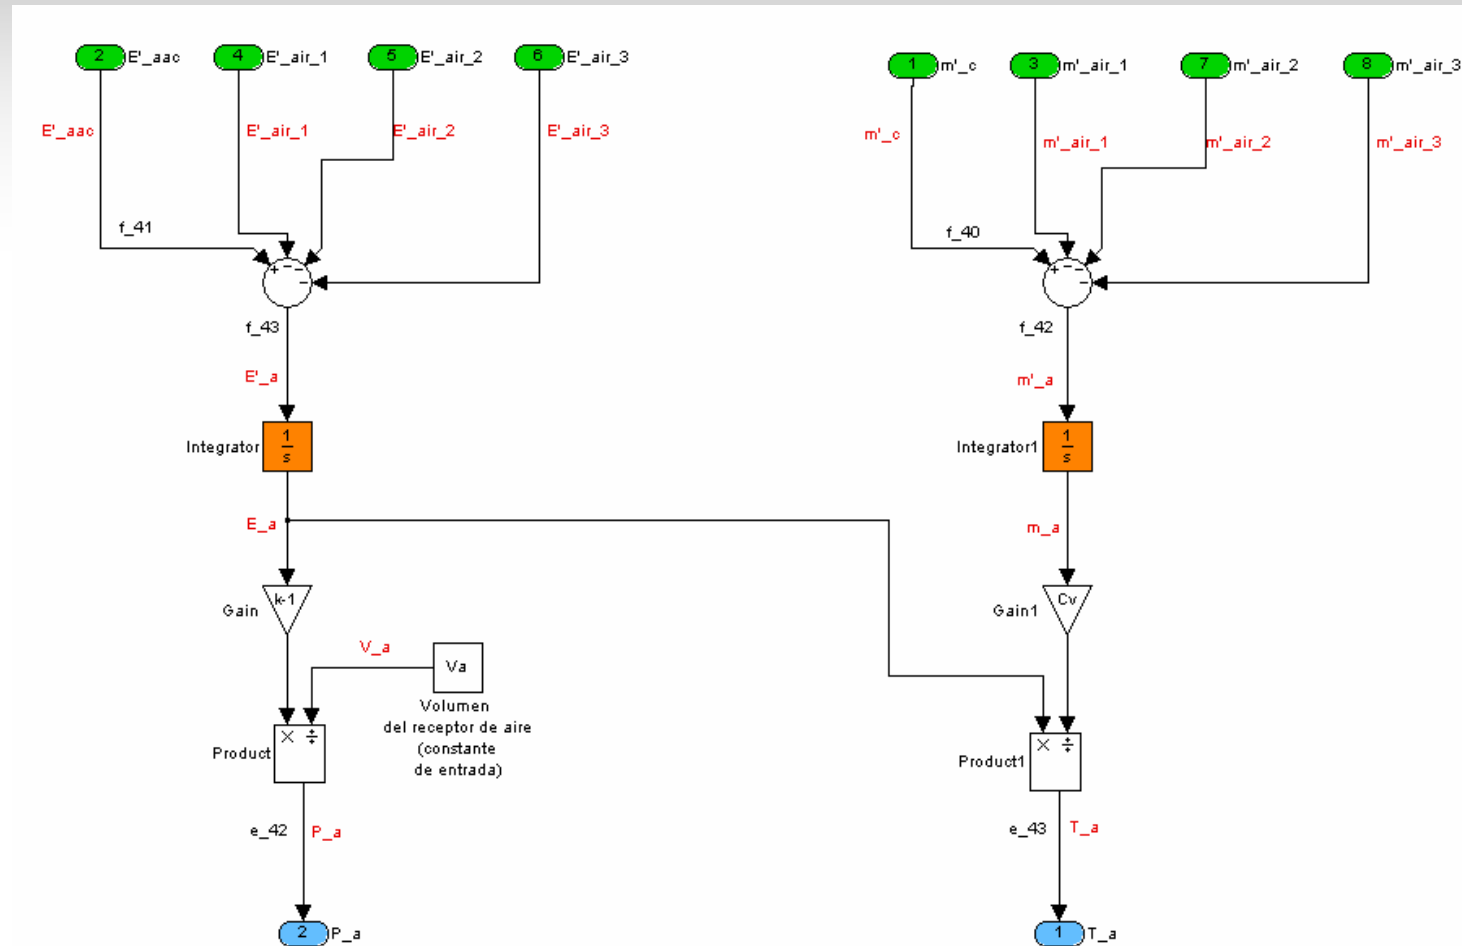 2 E'_aac 4 E'_air_1 5 E'_air_2 6 E'_air_3
1 m'_c 3 m'_air_1 7 m'_air_2 8 m'_air_3
E'_aac E'_air_1 E'_air_2 E'_air_3
m'_c m'_air_1 m'_air_2 m'_air_3
f_41
f_40
+ - - -
+ - - -
f_43
f_42
E'_a
m'_a
Integrator 1/s
Integrator1 1/s
E_a
m_a
Gain k-1
Gain1 Cv
V_a
Va
Volumen
del receptor de aire
(constante
de entrada)
Product × ÷
Product1 × ÷
e_42 P_a
e_43 T_a
2 P_a
1 T_a